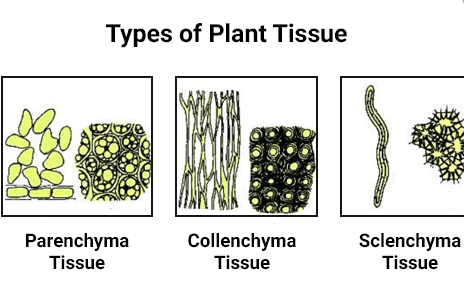 Types of Plant Tissue
Parenchyma
Tissue
Collenchyma
Tissue
Sclenchyma
Tissue